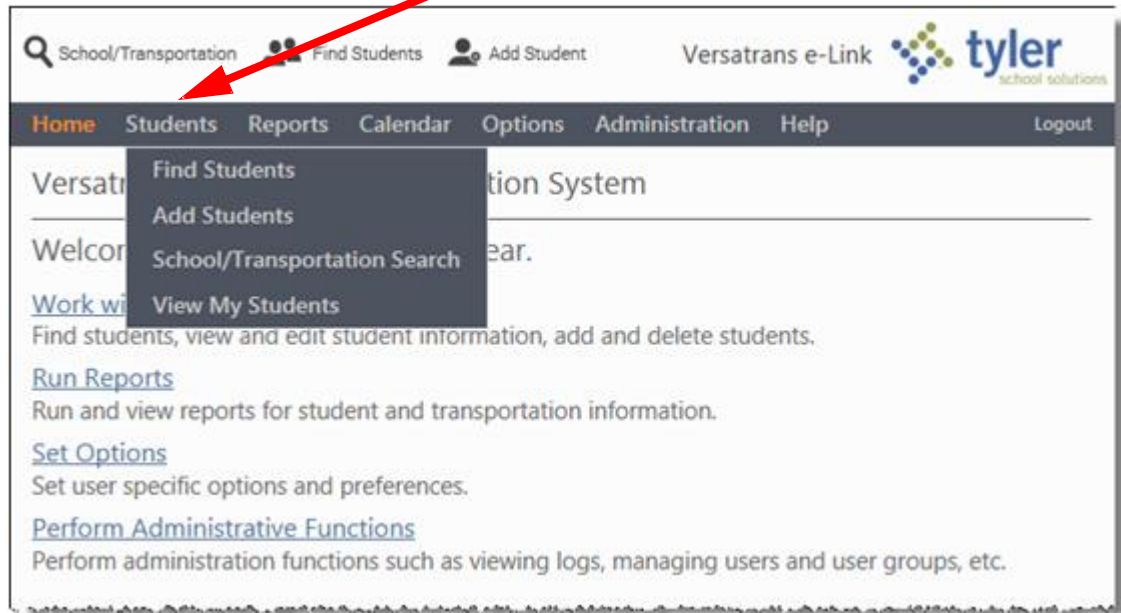 School/Transportation Find Students Add Student Versatrans e-Link tyler
school solutions
Home Students Reports Calendar Options Administration Help Logout
Find Students
Versatr tion System
Add Students
Welcor ear.
School/Transportation Search
Work wi
View My Students
Find students, view and edit student information, add and delete students.
Run Reports
Run and view reports for student and transportation information.
Set Options
Set user specific options and preferences.
Perform Administrative Functions
Perform administration functions such as viewing logs, managing users and user groups, etc.